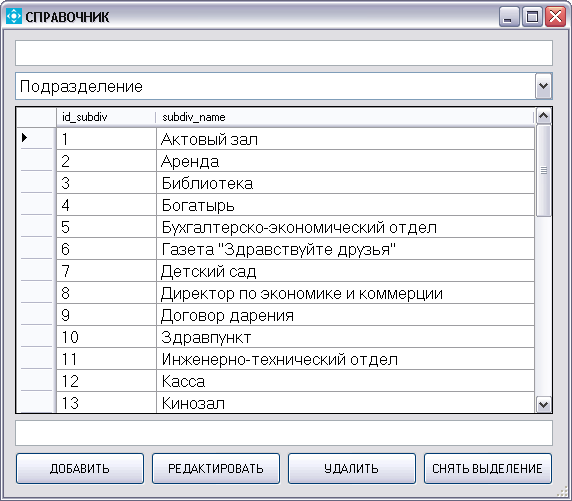 СПРАВОЧНИК
Подразделение
id_subdiv subdiv_name
1 Актовый зал
2 Аренда
3 Библиотека
4 Богатырь
5 Бухгалтерско-экономический отдел
6 Газета "Здравствуйте друзья"
7 Детский сад
8 Директор по экономике и коммерции
9 Договор дарения
10 Здравпункт
11 Инженерно-технический отдел
12 Касса
13 Кинозал
ДОБАВИТЬ РЕДАКТИРОВАТЬ УДАЛИТЬ СНЯТЬ ВЫДЕЛЕНИЕ